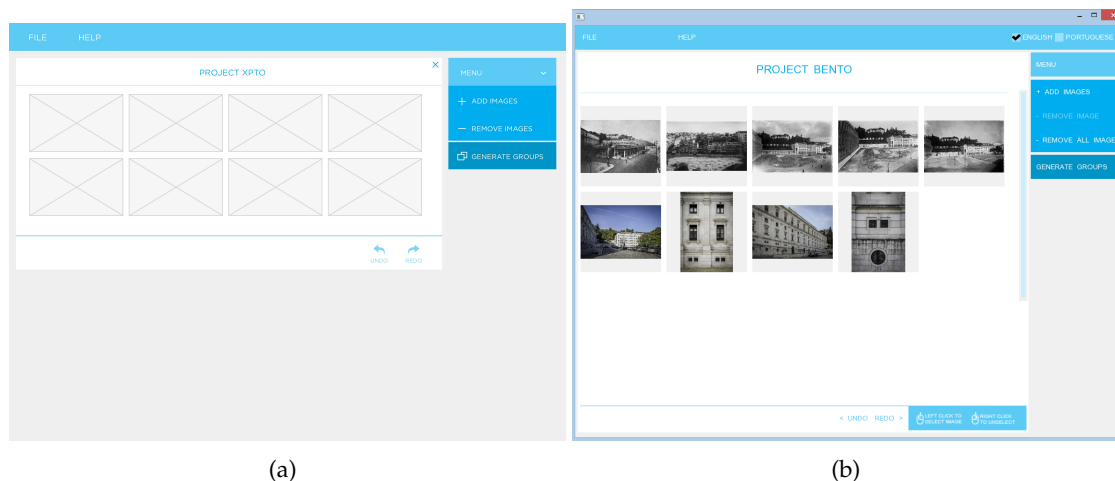 FILE HELP
PROJECT XPTO
MENU
+ ADD IMAGES
− REMOVE IMAGES
GENERATE GROUPS
UNDO REDO
(a)
FILE HELP ENGLISH PORTUGUESE
PROJECT BENTO
MENU
+ ADD IMAGES
- REMOVE IMAGE
- REMOVE ALL IMAGE
GENERATE GROUPS
< UNDO REDO >
LEFT CLICK TO
SELECT IMAGE
RIGHT CLICK
TO UNSELECT
(b)